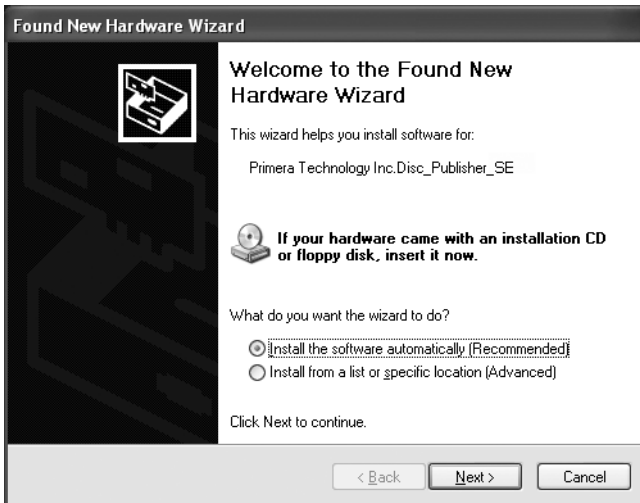 Found New Hardware Wizard
Welcome to the Found New
Hardware Wizard
This wizard helps you install software for:
Primera Technology Inc.Disc_Publisher_SE
If your hardware came with an installation CD
or floppy disk, insert it now.
What do you want the wizard to do?
Install the software automatically (Recommended)
Install from a list or specific location (Advanced)
Click Next to continue.
< Back Next > Cancel